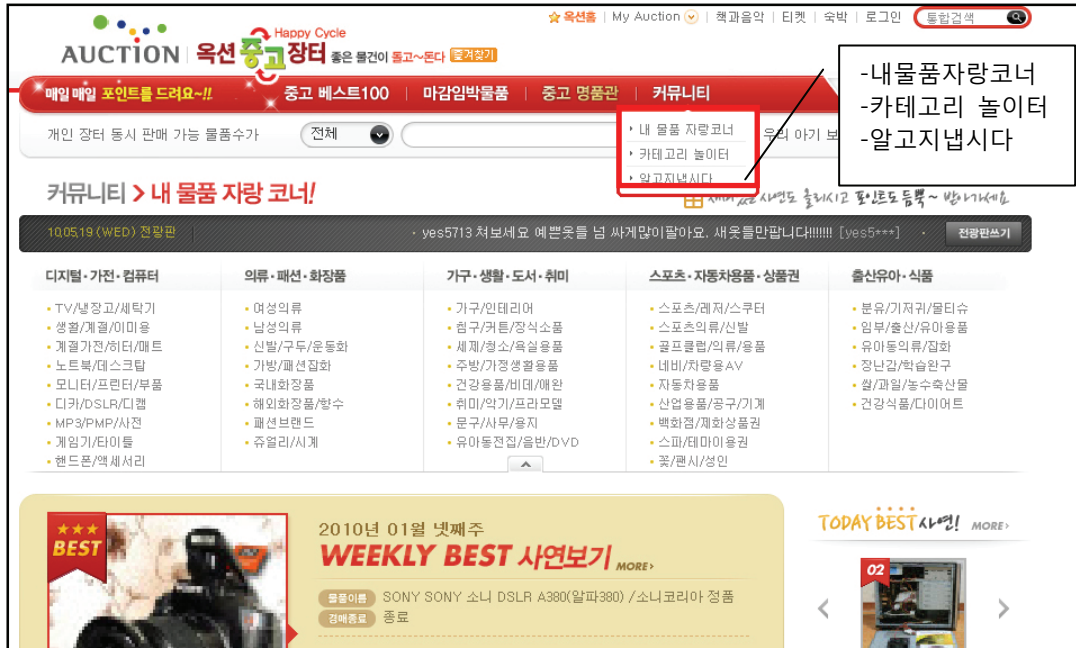 옥션홈 | My Auction | 책과음악 | 티켓 | 숙박 | 로그인 통합검색
AUCTION 옥션 중고장터 Happy Cycle 좋은 물건이 돌고~돈다 즐겨찾기
매일 매일 포인트를 드려요~!! 중고 베스트100 | 마감임박물품 | 중고 명품관 | 커뮤니티
-내물품자랑코너
-카테고리 놀이터
-알고지냅시다
개인 장터 동시 판매 가능 물품수가 전체 우리 아기 보
내 물품 자랑코너
카테고리 놀이터
알고지냅시다
커뮤니티 > 내 물품 자랑 코너!
재미있는 사연도 올리시고 포인트도 듬뿍~ 받아가세요
10.05.19 (WED) 전광판 · yes5713 쳐보세요 예쁜옷들 넘 싸게많이팔아요. 새옷들만팝니다!!!!!!! [yes5***] · 전광판쓰기
디지털·가전·컴퓨터
TV/냉장고/세탁기
생활/계절/이미용
계절가전/히터/매트
노트북/데스크탑
모니터/프린터/부품
디카/DSLR/디캠
MP3/PMP/사전
게임기/타이틀
핸드폰/액세서리
의류·패션·화장품
여성의류
남성의류
신발/구두/운동화
가방/패션잡화
국내화장품
해외화장품/향수
패션브랜드
쥬얼리/시계
가구·생활·도서·취미
가구/인테리어
침구/커튼/장식소품
세제/청소/욕실용품
주방/가정생활용품
건강용품/비데/애완
취미/악기/프라모델
문구/사무/용지
유아동전집/음반/DVD
스포츠·자동차용품·상품권
스포츠/레저/스쿠터
스포츠의류/신발
골프클럽/의류/용품
네비/차량용AV
자동차용품
산업용품/공구/기계
백화점/제화상품권
스파/테마이용권
꽃/팬시/성인
출산유아·식품
분유/기저귀/물티슈
임부/출산/유아용품
유아동의류/잡화
장난감/학습완구
쌀/과일/농수축산물
건강식품/다이어트
BEST
2010년 01월 넷째주
WEEKLY BEST 사연보기 MORE>
물품이름 SONY SONY 소니 DSLR A380(알파380) /소니코리아 정품
경매종료 종료
TODAY BEST 사연! MORE>
02